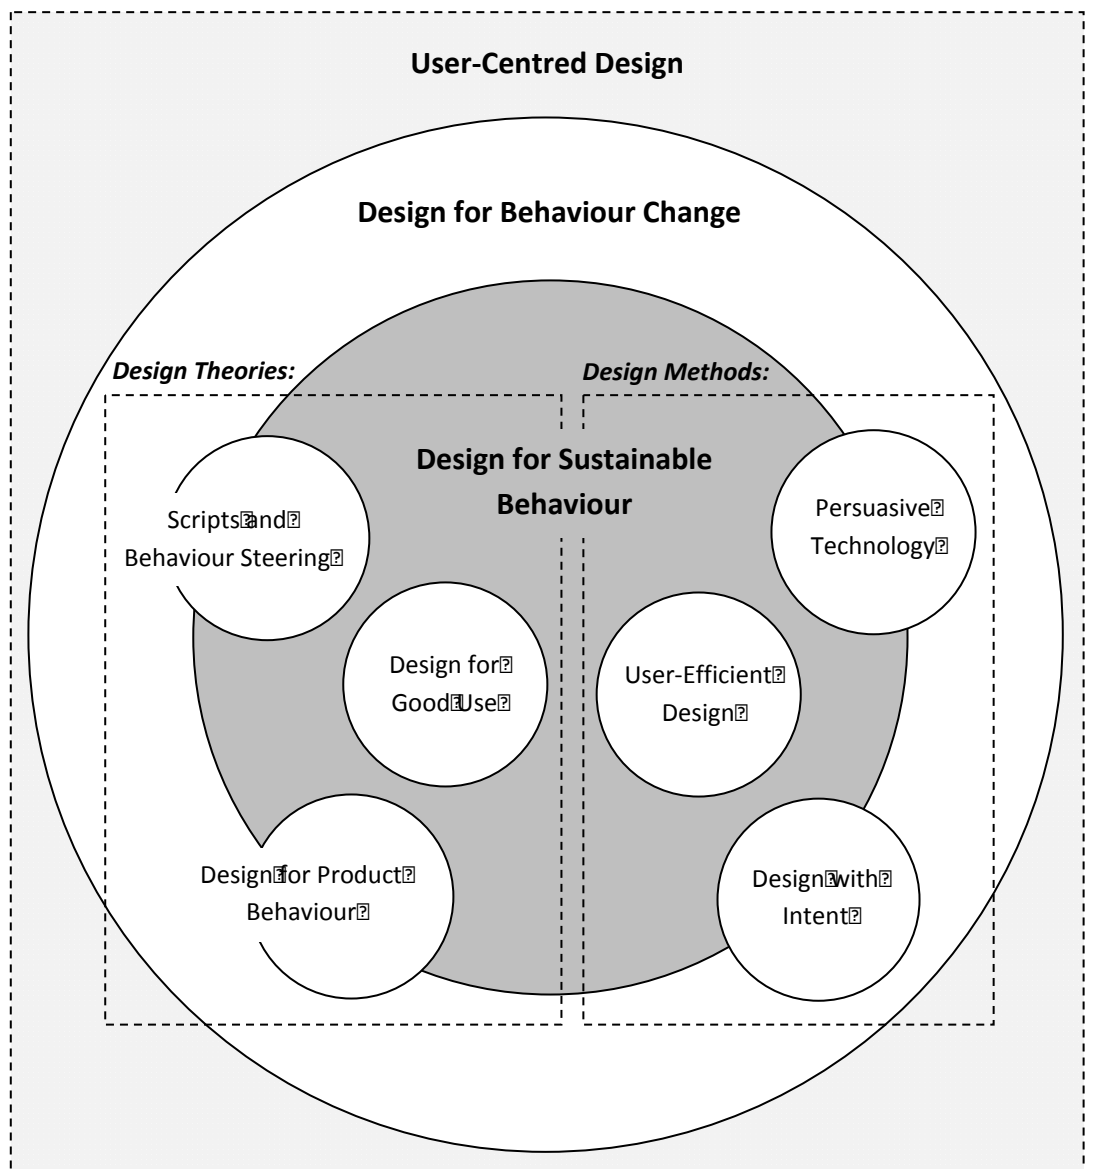 User-Centred Design
Design for Behaviour Change
Design Theories:
Design Methods:
Design for Sustainable
Behaviour
Scripts and
Behaviour Steering
Persuasive
Technology
Design for
Good Use
User-Efficient
Design
Design for Product
Behaviour
Design with
Intent